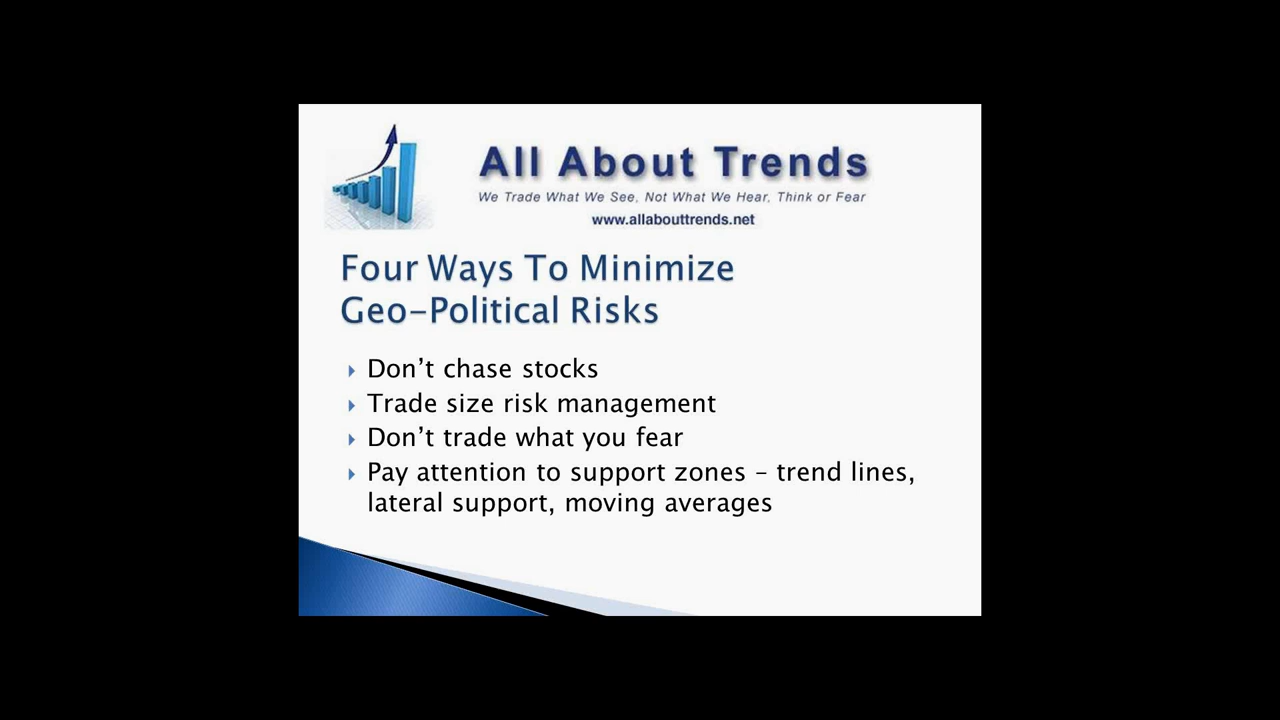 All About Trends
We Trade What We See, Not What We Hear, Think or Fear
www.allabouttrends.net
Four Ways To Minimize
Geo-Political Risks
Don’t chase stocks
Trade size risk management
Don’t trade what you fear
Pay attention to support zones – trend lines,
lateral support, moving averages